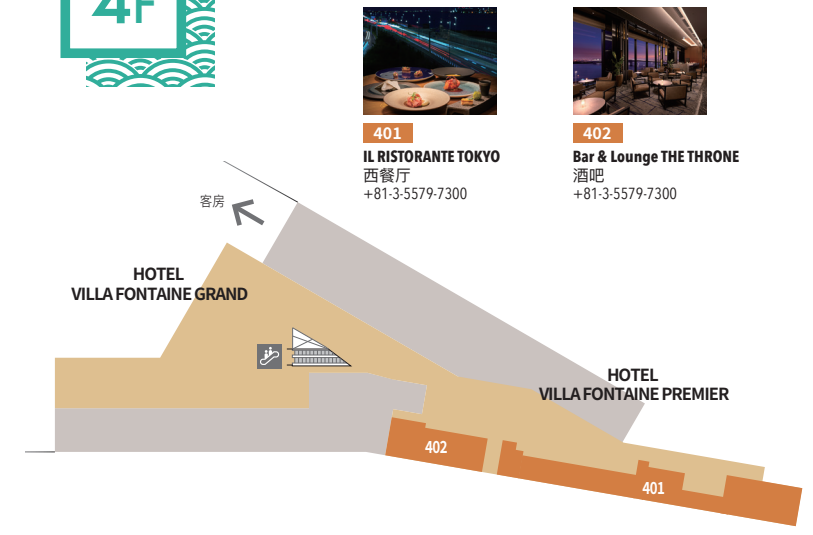 4F
401
IL RISTORANTE TOKYO
西餐厅
+81-3-5579-7300
402
Bar & Lounge THE THRONE
酒吧
+81-3-5579-7300
客房
HOTEL
VILLA FONTAINE GRAND
HOTEL
VILLA FONTAINE PREMIER
402
401